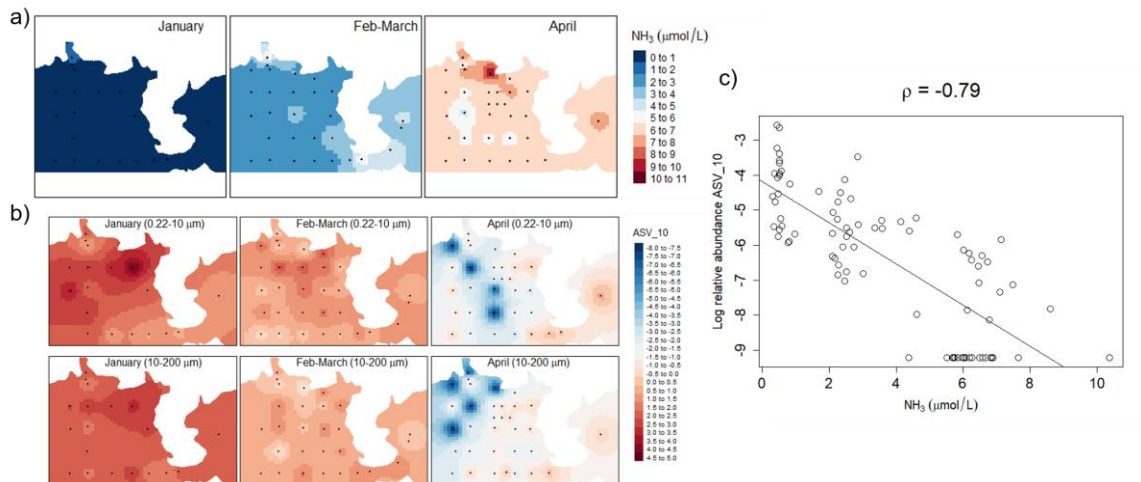 a)
January
Feb-March
April
NH₃ (μmol/L)
0 to 1
1 to 2
2 to 3
3 to 4
4 to 5
5 to 6
6 to 7
7 to 8
8 to 9
9 to 10
10 to 11
b)
January (0.22-10 μm)
Feb-March (0.22-10 μm)
April (0.22-10 μm)
January (10-200 μm)
Feb-March (10-200 μm)
April (10-200 μm)
ASV_10
-8.0 to -7.5
-7.5 to -7.0
-7.0 to -6.5
-6.5 to -6.0
-6.0 to -5.5
-5.5 to -5.0
-5.0 to -4.5
-4.5 to -4.0
-4.0 to -3.5
-3.5 to -3.0
-3.0 to -2.5
-2.5 to -2.0
-2.0 to -1.5
-1.5 to -1.0
-1.0 to -0.5
-0.5 to 0.0
0.0 to 0.5
0.5 to 1.0
1.0 to 1.5
1.5 to 2.0
2.0 to 2.5
2.5 to 3.0
3.0 to 3.5
3.5 to 4.0
4.0 to 4.5
4.5 to 5.0
c)
ρ = -0.79
Log relative abundance ASV_10
-3
-4
-5
-6
-7
-8
-9
0 2 4 6 8 10
NH₃ (μmol/L)